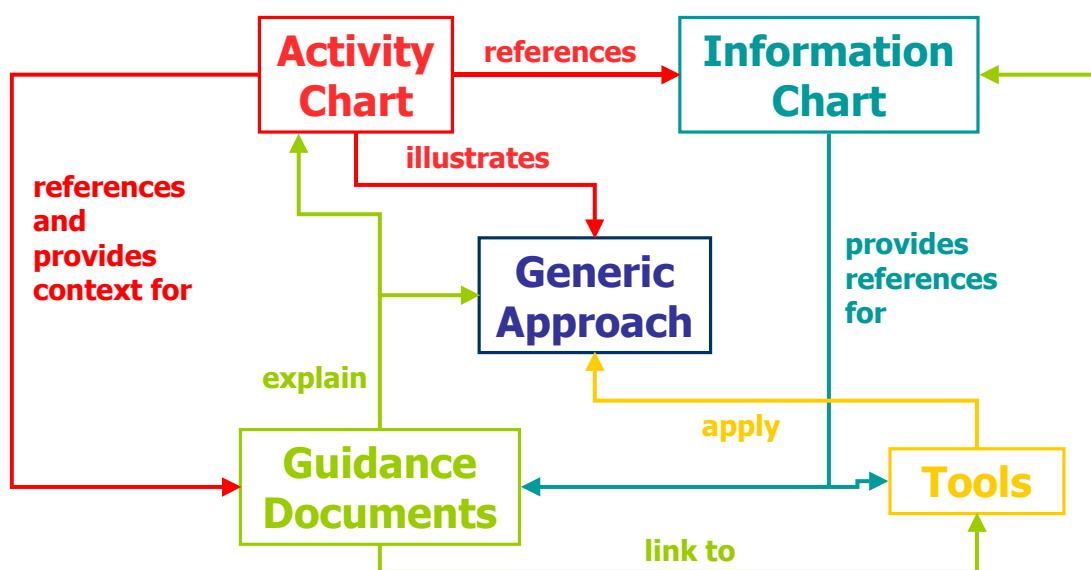 Activity
Chart
references
Information
Chart
illustrates
references
and
provides
context for
Generic
Approach
provides
references
for
explain
apply
Guidance
Documents
Tools
link to